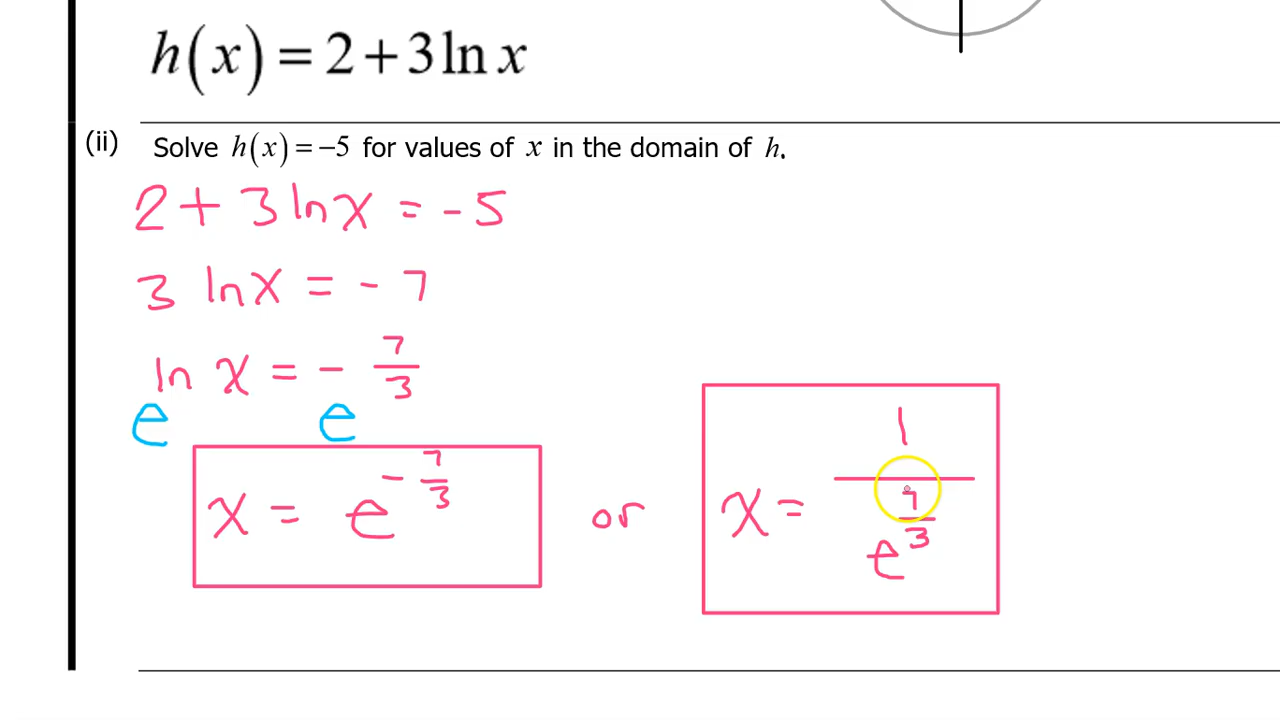 h(x) = 2 + 3 ln x
(ii) Solve h(x) = −5 for values of x in the domain of h.
2 + 3 ln x = - 5
3 ln x = - 7
ln x = - 7/3
e e
x = e^(- 7/3) or x = 1/e^(7/3)